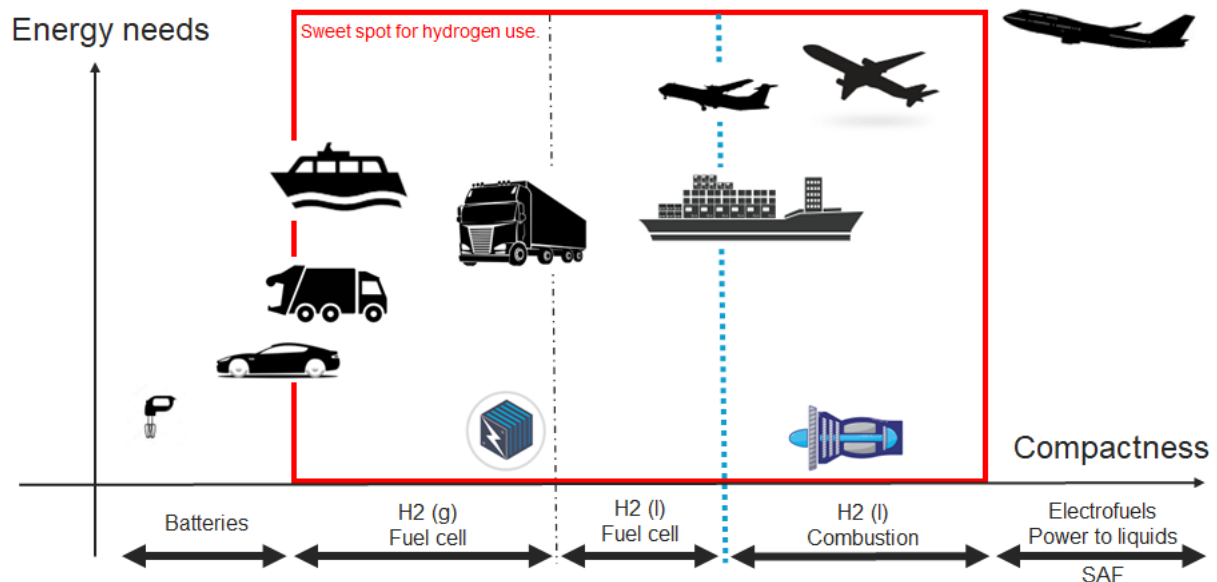 Energy needs
Sweet spot for hydrogen use.
Compactness
Batteries
H2 (g)
Fuel cell
H2 (l)
Fuel cell
H2 (l)
Combustion
Electrofuels
Power to liquids
SAF